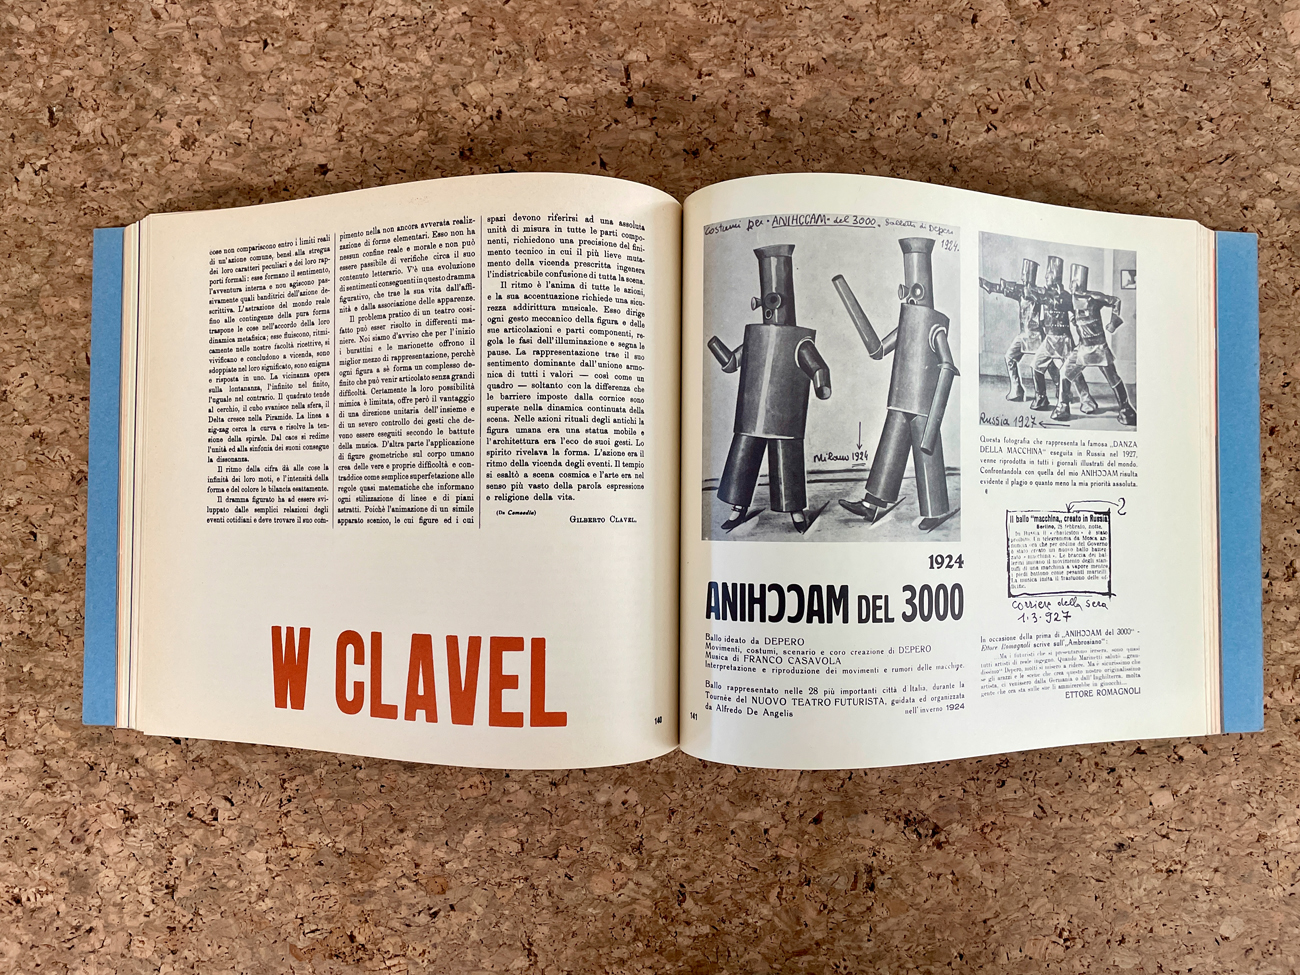 cose non compariscono entro i limiti reali
di un'azione comune, bensì alla stregua
dei loro caratteri peculiari e dei loro rap-
porti formali: esse formano il sentimento,
l'avventura interna e non agiscono pas-
sivamente quali banditrici dell'azione de-
scrittiva. L'astrazione del mondo reale
fino alle contingenze della pura forma
traspone le cose nell'accordo della loro
dinamica metafisica; esse fluiscono, ritmi-
camente nelle nostre facoltà ricettive, si
vivificano e concludono a vicenda, sono
sdoppiate nel loro significato, sono enigma
e risposta in uno. La vicinanza opera
sulla lontananza, l'infinito nel finito,
l'uguale nel contrario. Il quadrato tende
al cerchio, il cubo svanisce nella sfera, il
Delta cresce nella Piramide. La linea a
zig-zag cerca la curva e risolve la ten-
sione della spirale. Dal caos si redime
l'unità ed alla sinfonia dei suoni consegue
la dissonanza.
Il ritmo della cifra dà alle cose la
infinità dei loro moti, e l'intensità della
forma e del colore le bilancia esattamente.
Il dramma figurato ha ad essere svi-
luppato dalle semplici relazioni degli
eventi cotidiani e deve trovare il suo com-
pimento nella non ancora avverata realiz-
zazione di forme elementari. Esso non ha
nessun confine reale e morale e non può
essere passibile di verifiche circa il suo
contenuto letterario. V'è una evoluzione
di sentimenti conseguenti in questo dramma
figurativo, che trae la sua vita dall'affi-
nità e dalla associazione delle apparenze.
Il problema pratico di un teatro cosi-
fatto può esser risolto in differenti ma-
niere. Noi siamo d'avviso che per l'inizio
i burattini e le marionette offrono il
miglior mezzo di rappresentazione, perchè
ogni figura a sè forma un complesso de-
finito che può venir articolato senza grandi
difficoltà. Certamente la loro possibilità
mimica è limitata, offre però il vantaggio
di una direzione unitaria dell'insieme e
di un severo controllo dei gesti che de-
vono essere eseguiti secondo le battute
della musica. D'altra parte l'applicazione
di figure geometriche sul corpo umano
crea delle vere e proprie difficoltà e con-
traddice come semplice superfetazione alle
regole quasi matematiche che informano
ogni stilizzazione di linee e di piani
astratti. Poichè l'animazione di un simile
apparato scenico, le cui figure ed i cui
spazi devono riferirsi ad una assoluta
unità di misura in tutte le parti compo-
nenti, richiedono una precisione del fini-
mento tecnico in cui il più lieve muta-
mento della vicenda prescritta ingenera
l'indistricabile confusione di tutta la scena.
Il ritmo è l'anima di tutte le azioni,
e la sua accentuazione richiede una sicu-
rezza addirittura musicale. Esso dirige
ogni gesto meccanico della figura e delle
sue articolazioni e parti componenti, re-
gola le fasi dell'illuminazione e segna le
pause. La rappresentazione trae il suo
sentimento dominante dall'unione armo-
nica di tutti i valori — così come un
quadro — soltanto con la differenza che
le barriere imposte dalla cornice sono
superate nella dinamica continuata della
scena. Nelle azioni rituali degli antichi la
figura umana era una statua mobile e
l'architettura era l'eco de suoi gesti. Lo
spirito rivelava la forma. L'azione era il
ritmo della vicenda degli eventi. Il tempio
si esaltò a scena cosmica e l'arte era nel
senso più vasto della parola espressione
e religione della vita.
(Da Comoedia)
GILBERTO CLAVEL.
W CLAVEL
140
Costumi per "ANIHCCAM" del 3000. Balletti di Depero
1924.
Milano 1924
1924
ANIHƆƆAM DEL 3000
Ballo ideato da DEPERO
Movimenti, costumi, scenario e coro creazione di DEPERO
Musica di FRANCO CASAVOLA
Interpretazione e riproduzione dei movimenti e rumori delle macchine.
Ballo rappresentato nelle 28 più importanti città d'Italia, durante la
Tournée del NUOVO TEATRO FUTURISTA, guidata ed organizzata
da Alfredo De Angelis
nell'inverno 1924
141
Russia 1927
Questa fotografia che rappresenta la famosa „DANZA
DELLA MACCHINA" eseguita in Russia nel 1927,
venne riprodotta in tutti i giornali illustrati del mondo.
Confrontandola con quella del mio ANIHƆƆAM risulta
evidente il plagio o quanto meno la mia priorità assoluta.
Il ballo "macchina„ creato in Russia
Berlino, 28 febbraio, notte.
Corriere della sera
1.3.927
In occasione della prima di „ANIHƆƆAM del 3000" -
Ettore Romagnoli scrive sull'„Ambrosiano":
ETTORE ROMAGNOLI